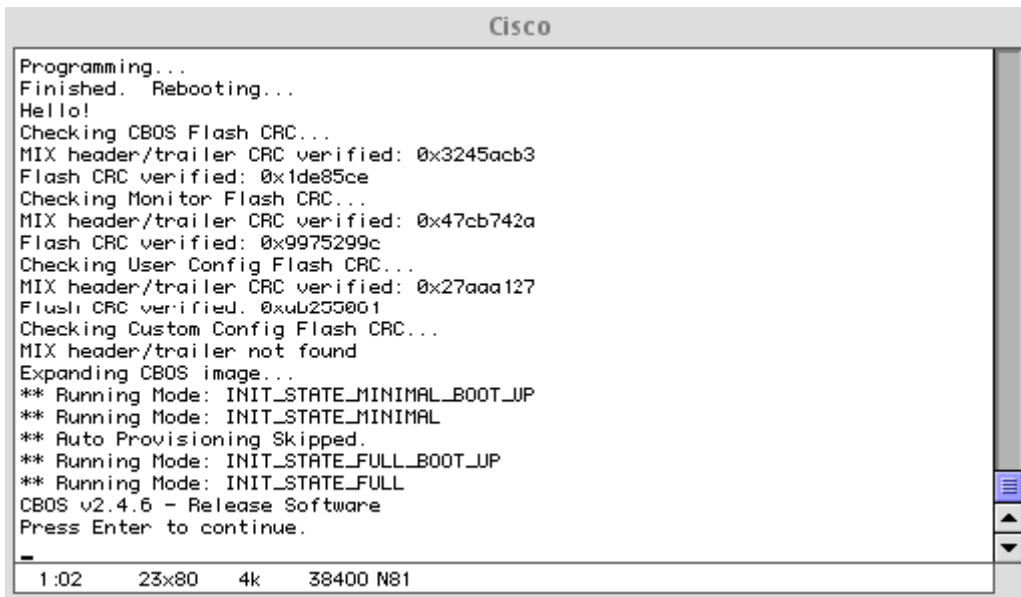 Cisco
Programming...
Finished.  Rebooting...
Hello!
Checking CBOS Flash CRC...
MIX header/trailer CRC verified: 0x3245acb3
Flash CRC verified: 0x1de85ce
Checking Monitor Flash CRC...
MIX header/trailer CRC verified: 0x47cb742a
Flash CRC verified: 0x9975299c
Checking User Config Flash CRC...
MIX header/trailer CRC verified: 0x27aaa127
Flash CRC verified:
Checking Custom Config Flash CRC...
MIX header/trailer not found
Expanding CBOS image...
** Running Mode: INIT_STATE_MINIMAL_BOOT_UP
** Running Mode: INIT_STATE_MINIMAL
** Auto Provisioning Skipped.
** Running Mode: INIT_STATE_FULL_BOOT_UP
** Running Mode: INIT_STATE_FULL
CBOS v2.4.6 - Release Software
Press Enter to continue.
1:02 23x80 4k 38400 N81